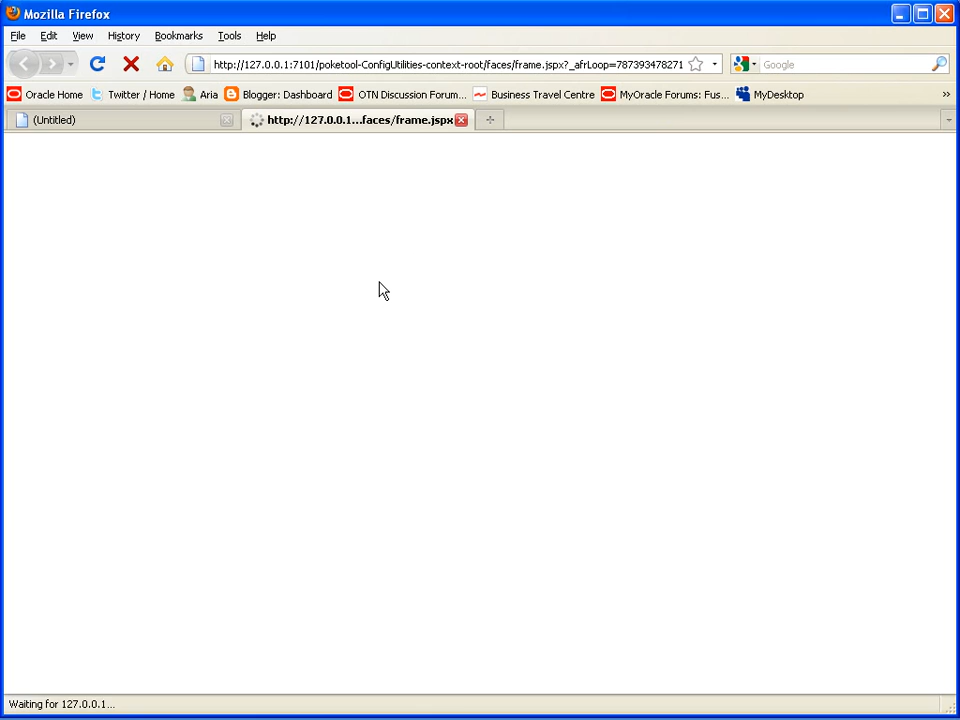 Mozilla Firefox
File Edit View History Bookmarks Tools Help
http://127.0.0.1:7101/poketool-ConfigUtilities-context-root/faces/frame.jspx?_afrLoop=787393478271 Google
Oracle Home Twitter / Home Aria Blogger: Dashboard OTN Discussion Forum... Business Travel Centre MyOracle Forums: Fus... MyDesktop »
(Untitled) http://127.0.0.1...faces/frame.jspx
Waiting for 127.0.0.1...